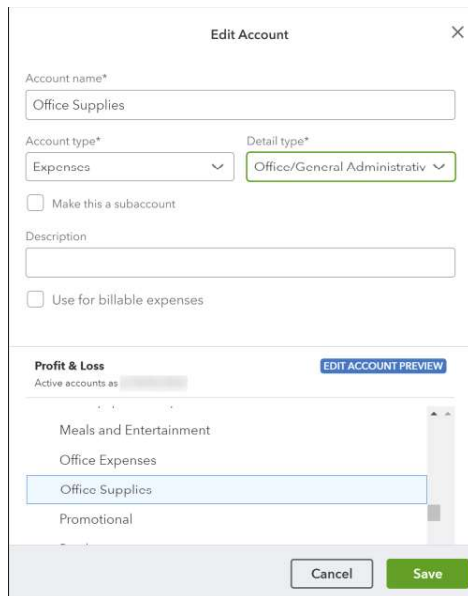 Edit Account
Account name*
Office Supplies
Account type* Detail type*
Expenses Office/General Administrativ
Make this a subaccount
Description
Use for billable expenses
Profit & Loss EDIT ACCOUNT PREVIEW
Active accounts as
Meals and Entertainment
Office Expenses
Office Supplies
Promotional
Cancel Save